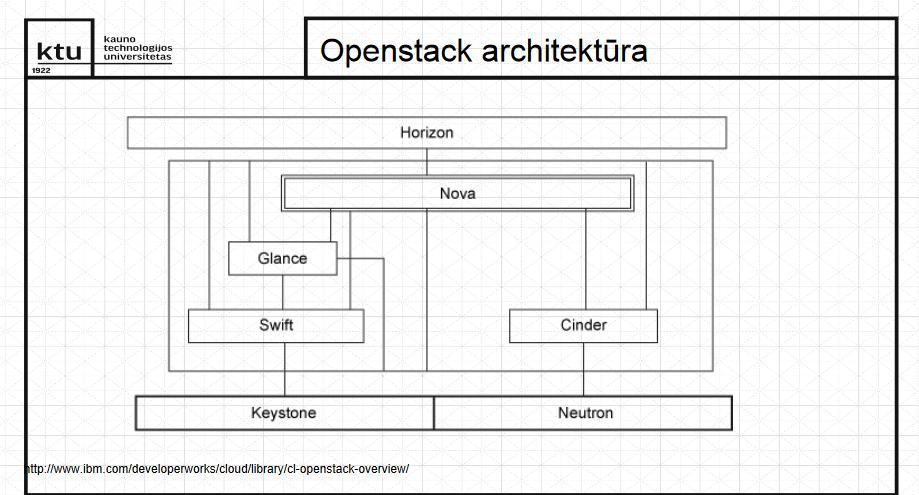 ktu
1922
kauno
technologijos
universitetas
Openstack architektūra
Horizon
Nova
Glance
Swift
Cinder
Keystone
Neutron
http://www.ibm.com/developerworks/cloud/library/cl-openstack-overview/